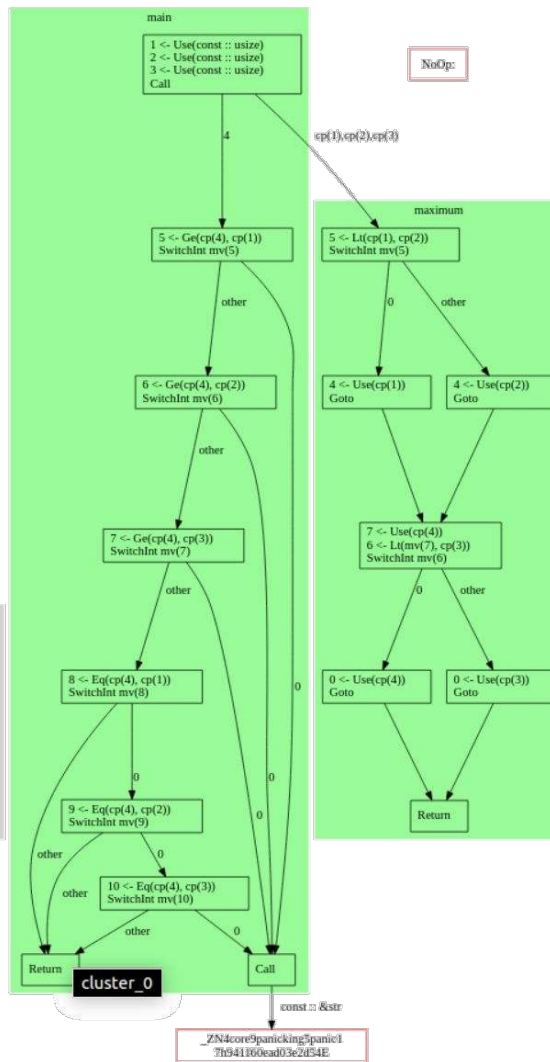 main
1 <- Use(const :: usize)
2 <- Use(const :: usize)
3 <- Use(const :: usize)
Call
NoOp:
4
cp(1),cp(2),cp(3)
maximum
5 <- Ge(cp(4), cp(1))
SwitchInt mv(5)
5 <- Lt(cp(1), cp(2))
SwitchInt mv(5)
other
0
other
6 <- Ge(cp(4), cp(2))
SwitchInt mv(6)
4 <- Use(cp(1))
Goto
4 <- Use(cp(2))
Goto
other
7 <- Ge(cp(4), cp(3))
SwitchInt mv(7)
7 <- Use(cp(4))
6 <- Lt(mv(7), cp(3))
SwitchInt mv(6)
other
0
other
8 <- Eq(cp(4), cp(1))
SwitchInt mv(8)
0
0 <- Use(cp(4))
Goto
0 <- Use(cp(3))
Goto
0
0
9 <- Eq(cp(4), cp(2))
SwitchInt mv(9)
0
Return
other
0
10 <- Eq(cp(4), cp(3))
SwitchInt mv(10)
other
other
0
Return
Call
cluster_0
const :: &str
_ZN4core9panicking5panic1
7h941160ead03e2d54E